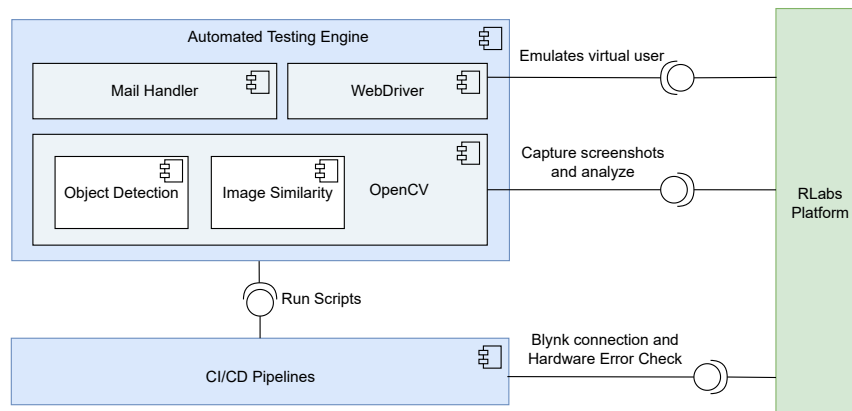 Automated Testing Engine
Mail Handler
WebDriver
Object Detection
Image Similarity
OpenCV
Emulates virtual user
Capture screenshots
and analyze
RLabs
Platform
Run Scripts
CI/CD Pipelines
Blynk connection and
Hardware Error Check